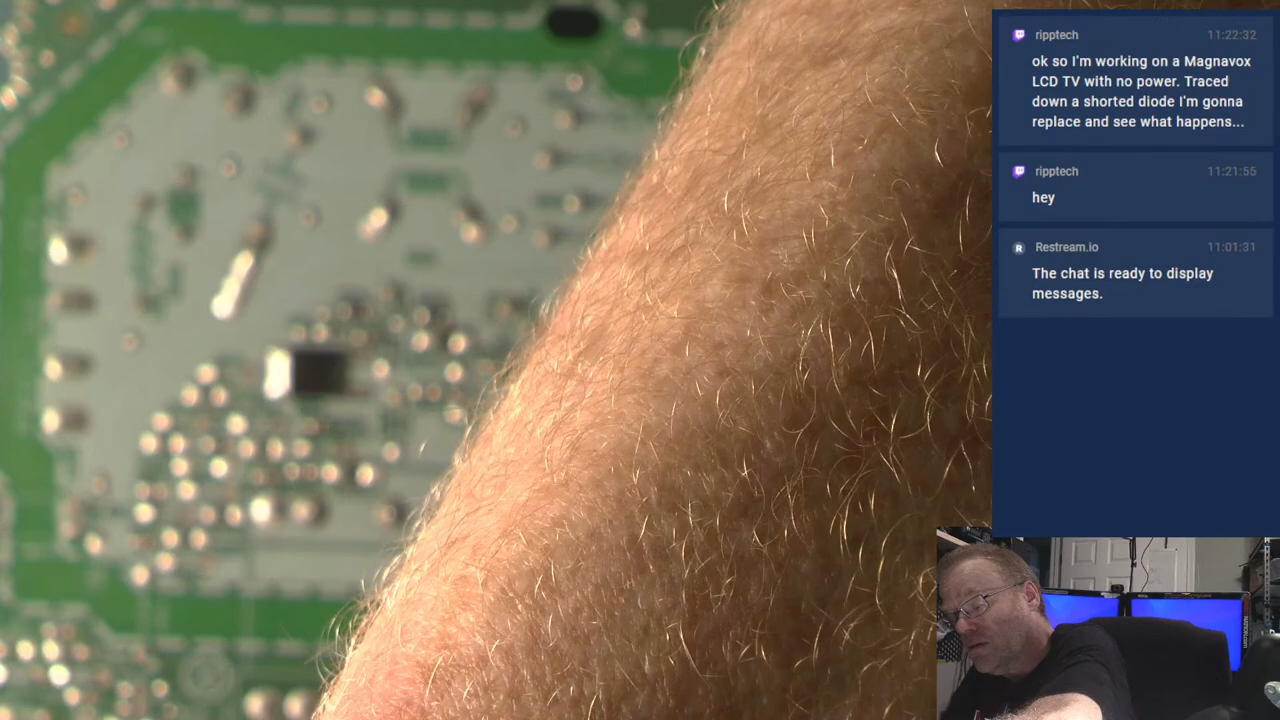 ripptech 11:22:32
ok so I'm working on a Magnavox
LCD TV with no power. Traced
down a shorted diode I'm gonna
replace and see what happens...
ripptech 11:21:55
hey
Restream.io 11:01:31
The chat is ready to display
messages.